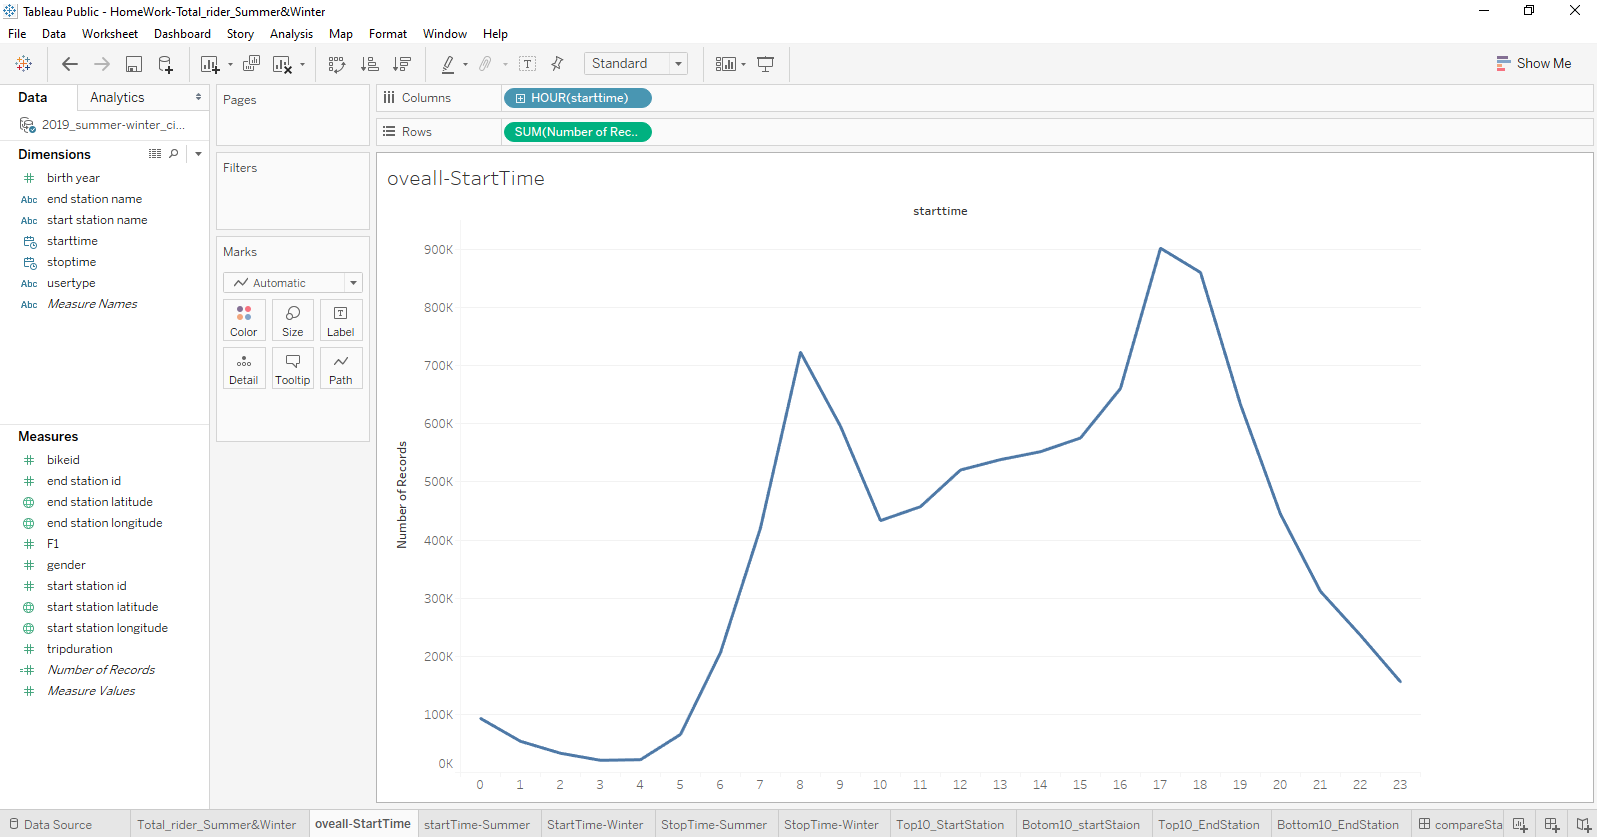 Tableau Public - HomeWork-Total_rider_Summer&Winter
File Data Worksheet Dashboard Story Analysis Map Format Window Help
Standard
Show Me
Data
Analytics
2019_summer-winter_ci...
Dimensions
birth year
Abc end station name
Abc start station name
starttime
stoptime
Abc usertype
Abc Measure Names
Measures
bikeid
end station id
end station latitude
end station longitude
F1
gender
start station id
start station latitude
start station longitude
tripduration
Number of Records
Measure Values
Pages
Filters
Marks
Automatic
Color Size Label
Detail Tooltip Path
Columns HOUR(starttime)
Rows SUM(Number of Rec..
oveall-StartTime
starttime
900K
800K
700K
600K
500K
400K
300K
200K
100K
0K
Number of Records
0 1 2 3 4 5 6 7 8 9 10 11 12 13 14 15 16 17 18 19 20 21 22 23
Data Source Total_rider_Summer&Winter oveall-StartTime startTime-Summer StartTime-Winter StopTime-Summer StopTime-Winter Top10_StartStation Botom10_startStaion Top10_EndStation Bottom10_EndStation compareSta